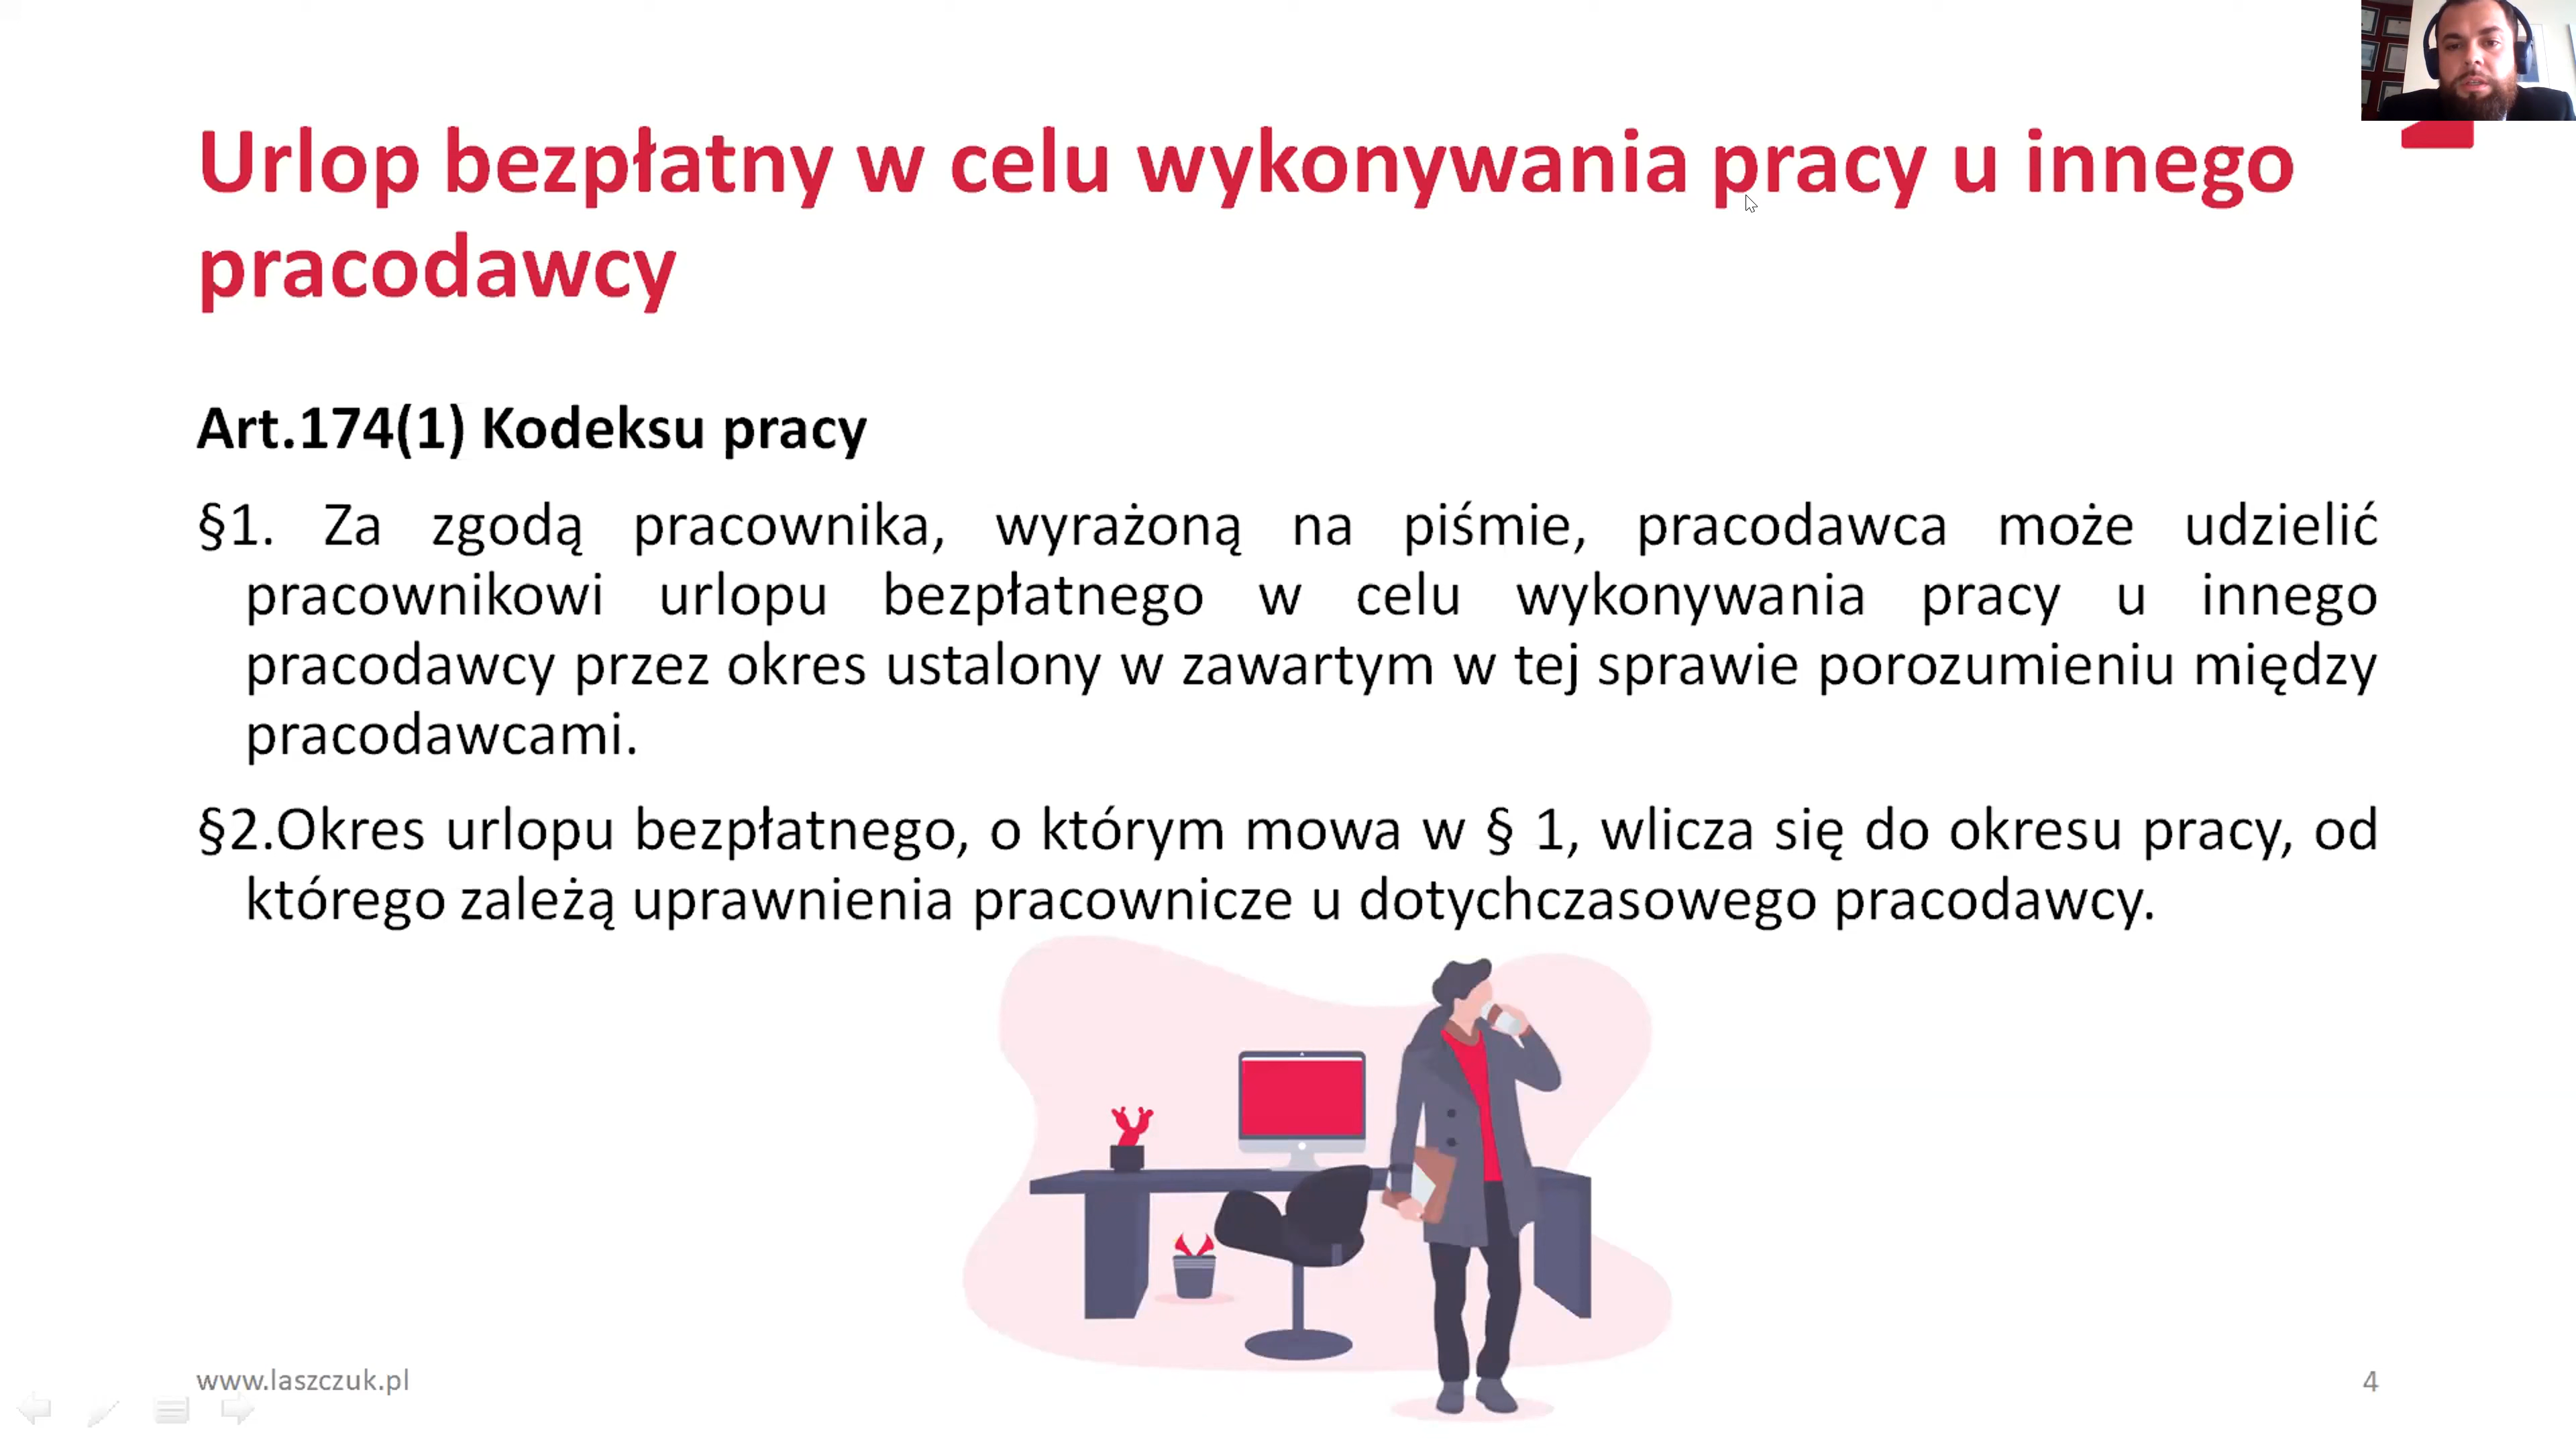 Urlop bezpłatny w celu wykonywania pracy u innego
pracodawcy
Art.174(1) Kodeksu pracy
§1. Za zgodą pracownika, wyrażoną na piśmie, pracodawca może udzielić
pracownikowi urlopu bezpłatnego w celu wykonywania pracy u innego
pracodawcy przez okres ustalony w zawartym w tej sprawie porozumieniu między
pracodawcami.
§2.Okres urlopu bezpłatnego, o którym mowa w § 1, wlicza się do okresu pracy, od
którego zależą uprawnienia pracownicze u dotychczasowego pracodawcy.
www.laszczuk.pl
4